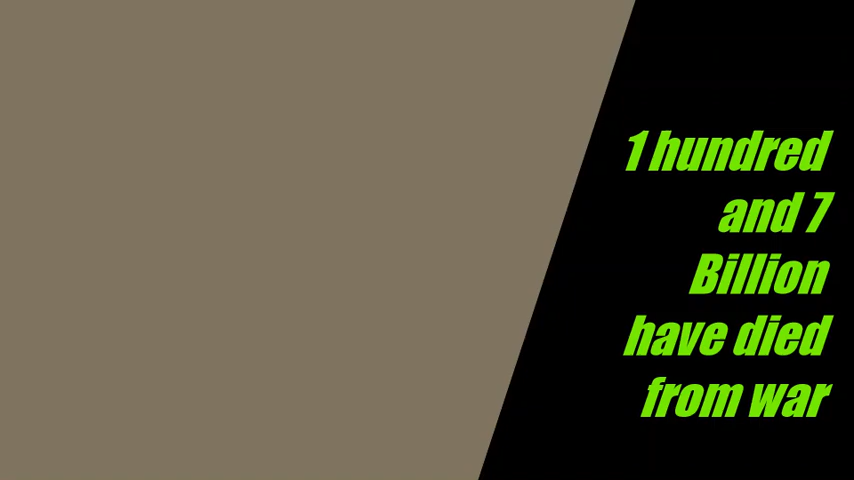 1 hundred
and 7
Billion
have died
from war